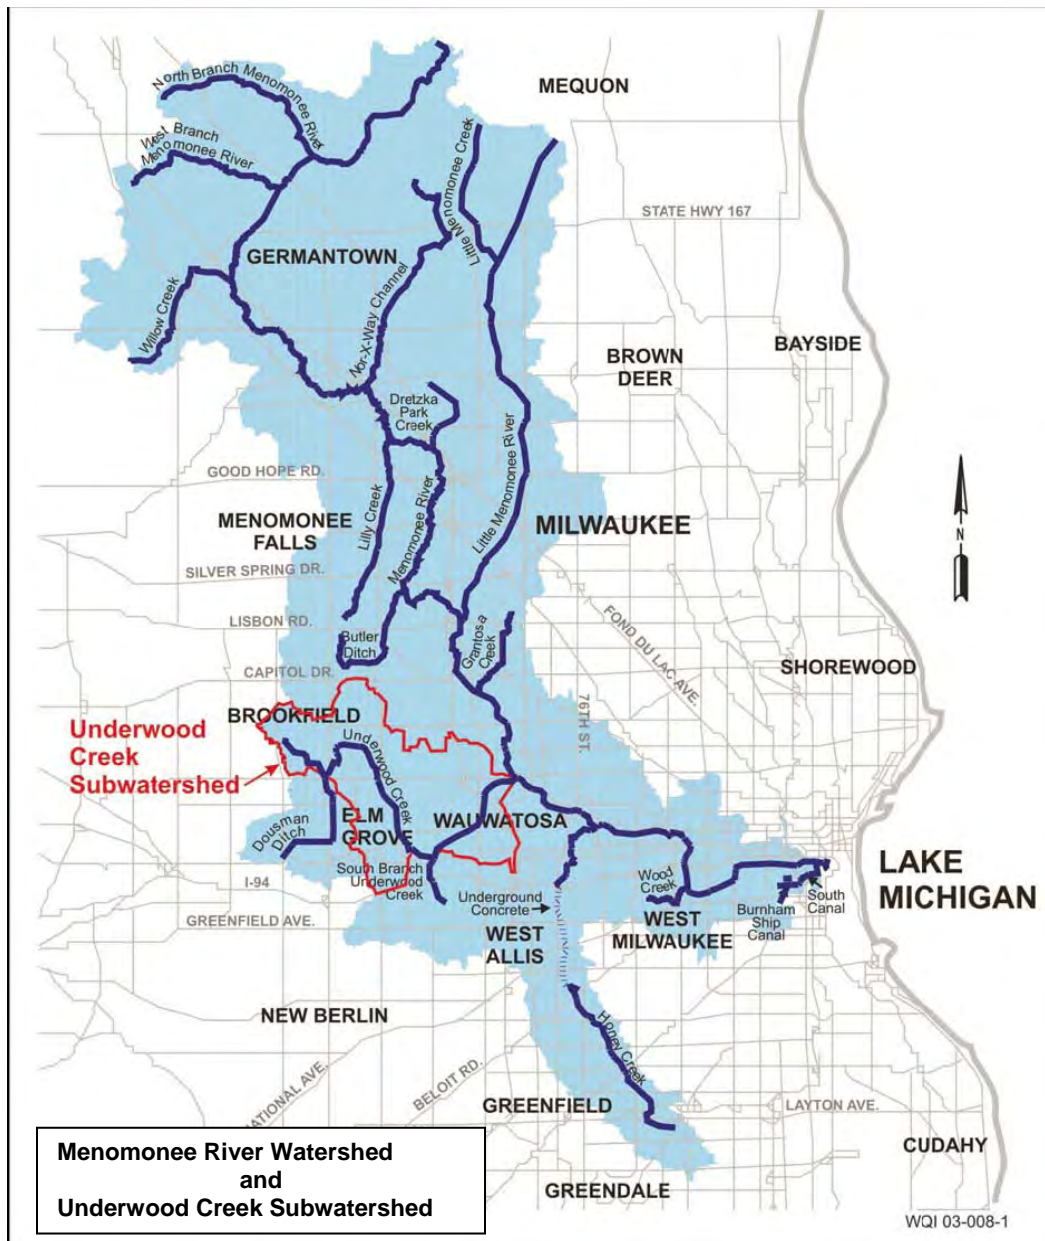 MEQUON
North Branch Menomonee River
West Branch
Menomonee River
Little Menomonee Creek
STATE HWY 167
GERMANTOWN
Willow Creek
Nor-X-Way Channel
BAYSIDE
BROWN
DEER
Dretzka
Park
Creek
GOOD HOPE RD.
Lilly Creek
Menomonee River
Little Menomonee River
MENOMONEE
FALLS
MILWAUKEE
N
SILVER SPRING DR.
LISBON RD.
Butler
Ditch
Grantosa
Creek
FOND DU LAC AVE.
SHOREWOOD
CAPITOL DR.
76TH ST.
BROOKFIELD
Underwood
Creek
Subwatershed
Underwood Creek
ELM
GROVE
WAUWATOSA
Dousman
Ditch
LAKE
MICHIGAN
South Branch
Underwood
Creek
I-94
Wood
Creek
Underground
Concrete
South
Canal
Burnham
Ship
Canal
GREENFIELD AVE.
WEST
MILWAUKEE
WEST
ALLIS
NEW BERLIN
Honey Creek
NATIONAL AVE.
BELOIT RD.
GREENFIELD
LAYTON AVE.
CUDAHY
Menomonee River Watershed
and
Underwood Creek Subwatershed
GREENDALE
WQI 03-008-1